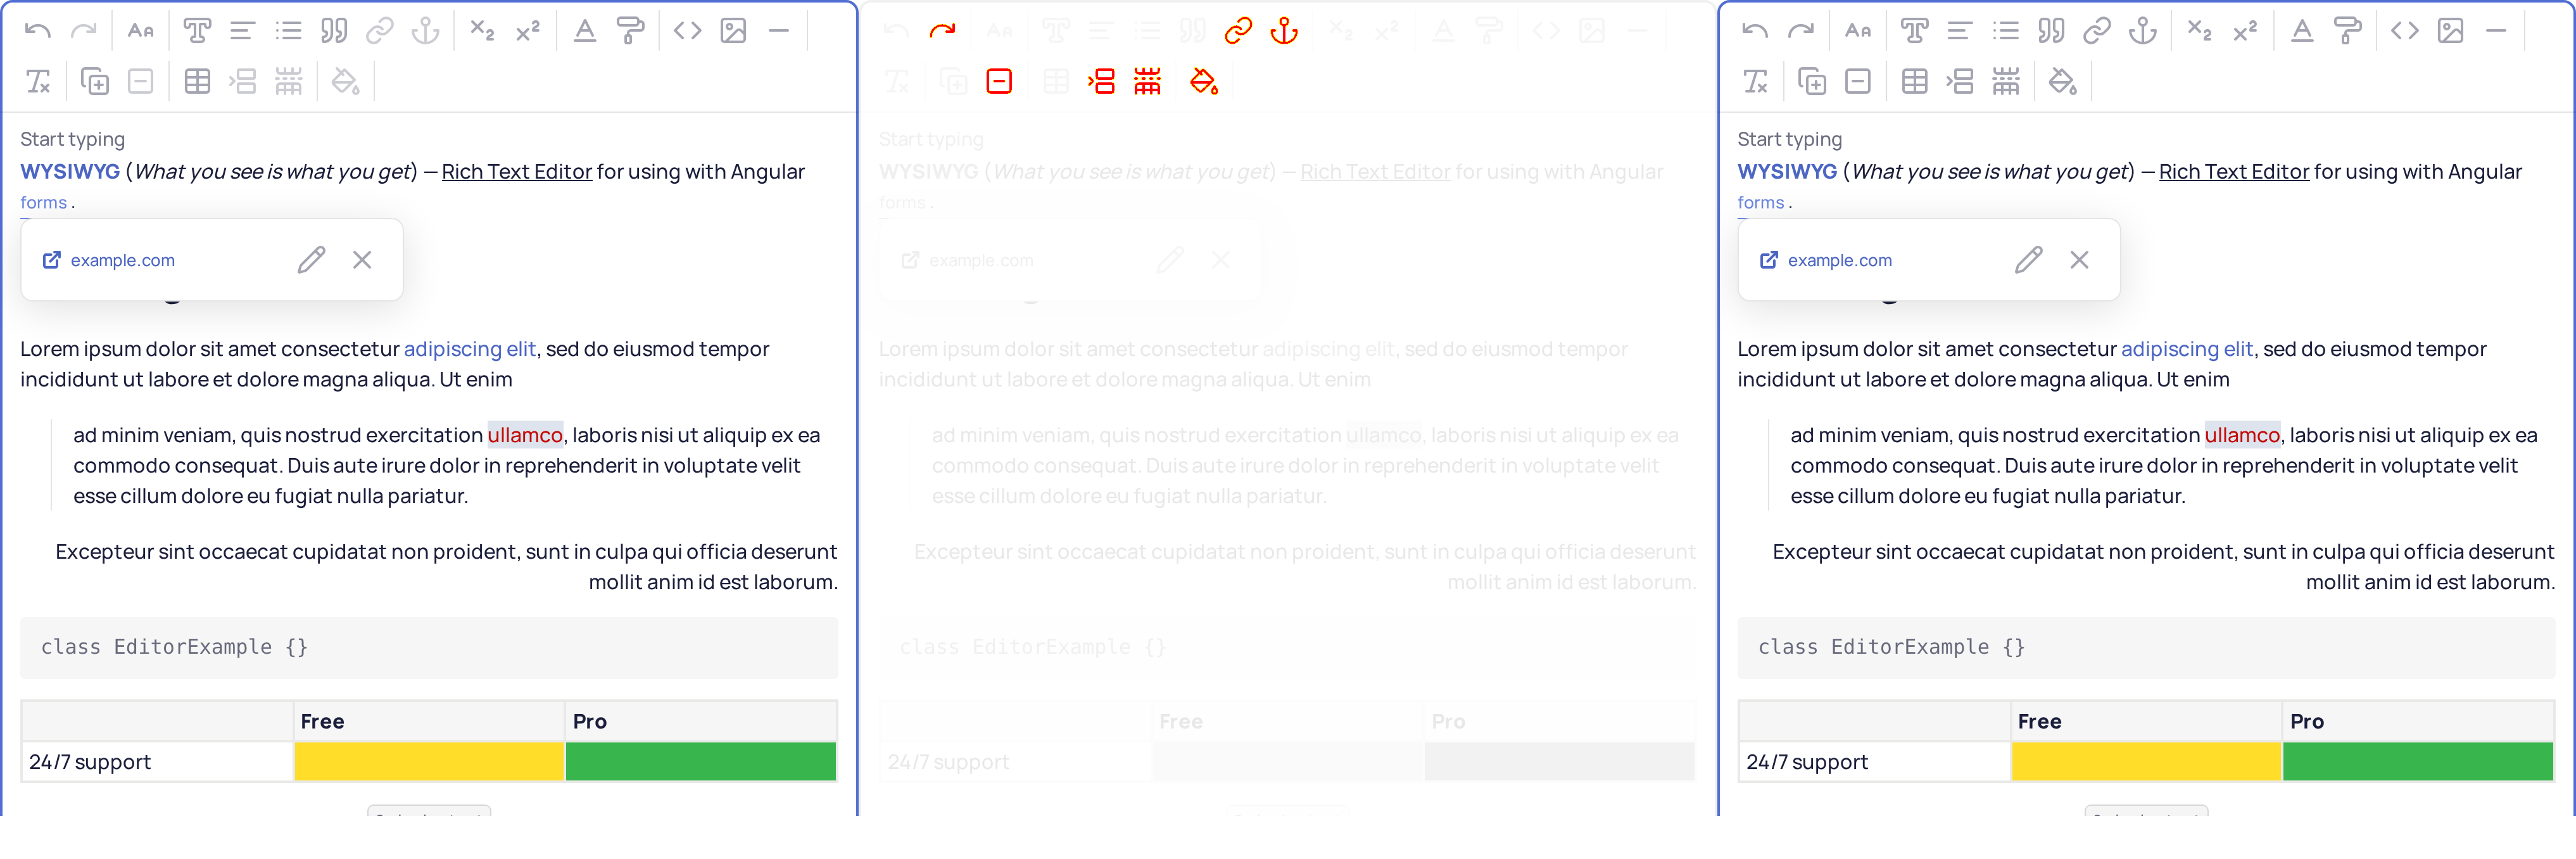 Start typing
WYSIWYG (What you see is what you get) — Rich Text Editor for using with Angular
forms .
example.com
Lorem ipsum dolor sit amet consectetur adipiscing elit, sed do eiusmod tempor
incididunt ut labore et dolore magna aliqua. Ut enim
ad minim veniam, quis nostrud exercitation ullamco, laboris nisi ut aliquip ex ea
commodo consequat. Duis aute irure dolor in reprehenderit in voluptate velit
esse cillum dolore eu fugiat nulla pariatur.
Excepteur sint occaecat cupidatat non proident, sunt in culpa qui officia deserunt
mollit anim id est laborum.
class EditorExample {}
Free Pro
24/7 support
Start typing
WYSIWYG (What you see is what you get) — Rich Text Editor for using with Angular
forms .
example.com
Lorem ipsum dolor sit amet consectetur adipiscing elit, sed do eiusmod tempor
incididunt ut labore et dolore magna aliqua. Ut enim
ad minim veniam, quis nostrud exercitation ullamco, laboris nisi ut aliquip ex ea
commodo consequat. Duis aute irure dolor in reprehenderit in voluptate velit
esse cillum dolore eu fugiat nulla pariatur.
Excepteur sint occaecat cupidatat non proident, sunt in culpa qui officia deserunt
mollit anim id est laborum.
class EditorExample {}
Free Pro
24/7 support
Start typing
WYSIWYG (What you see is what you get) — Rich Text Editor for using with Angular
forms .
example.com
Lorem ipsum dolor sit amet consectetur adipiscing elit, sed do eiusmod tempor
incididunt ut labore et dolore magna aliqua. Ut enim
ad minim veniam, quis nostrud exercitation ullamco, laboris nisi ut aliquip ex ea
commodo consequat. Duis aute irure dolor in reprehenderit in voluptate velit
esse cillum dolore eu fugiat nulla pariatur.
Excepteur sint occaecat cupidatat non proident, sunt in culpa qui officia deserunt
mollit anim id est laborum.
class EditorExample {}
Free Pro
24/7 support